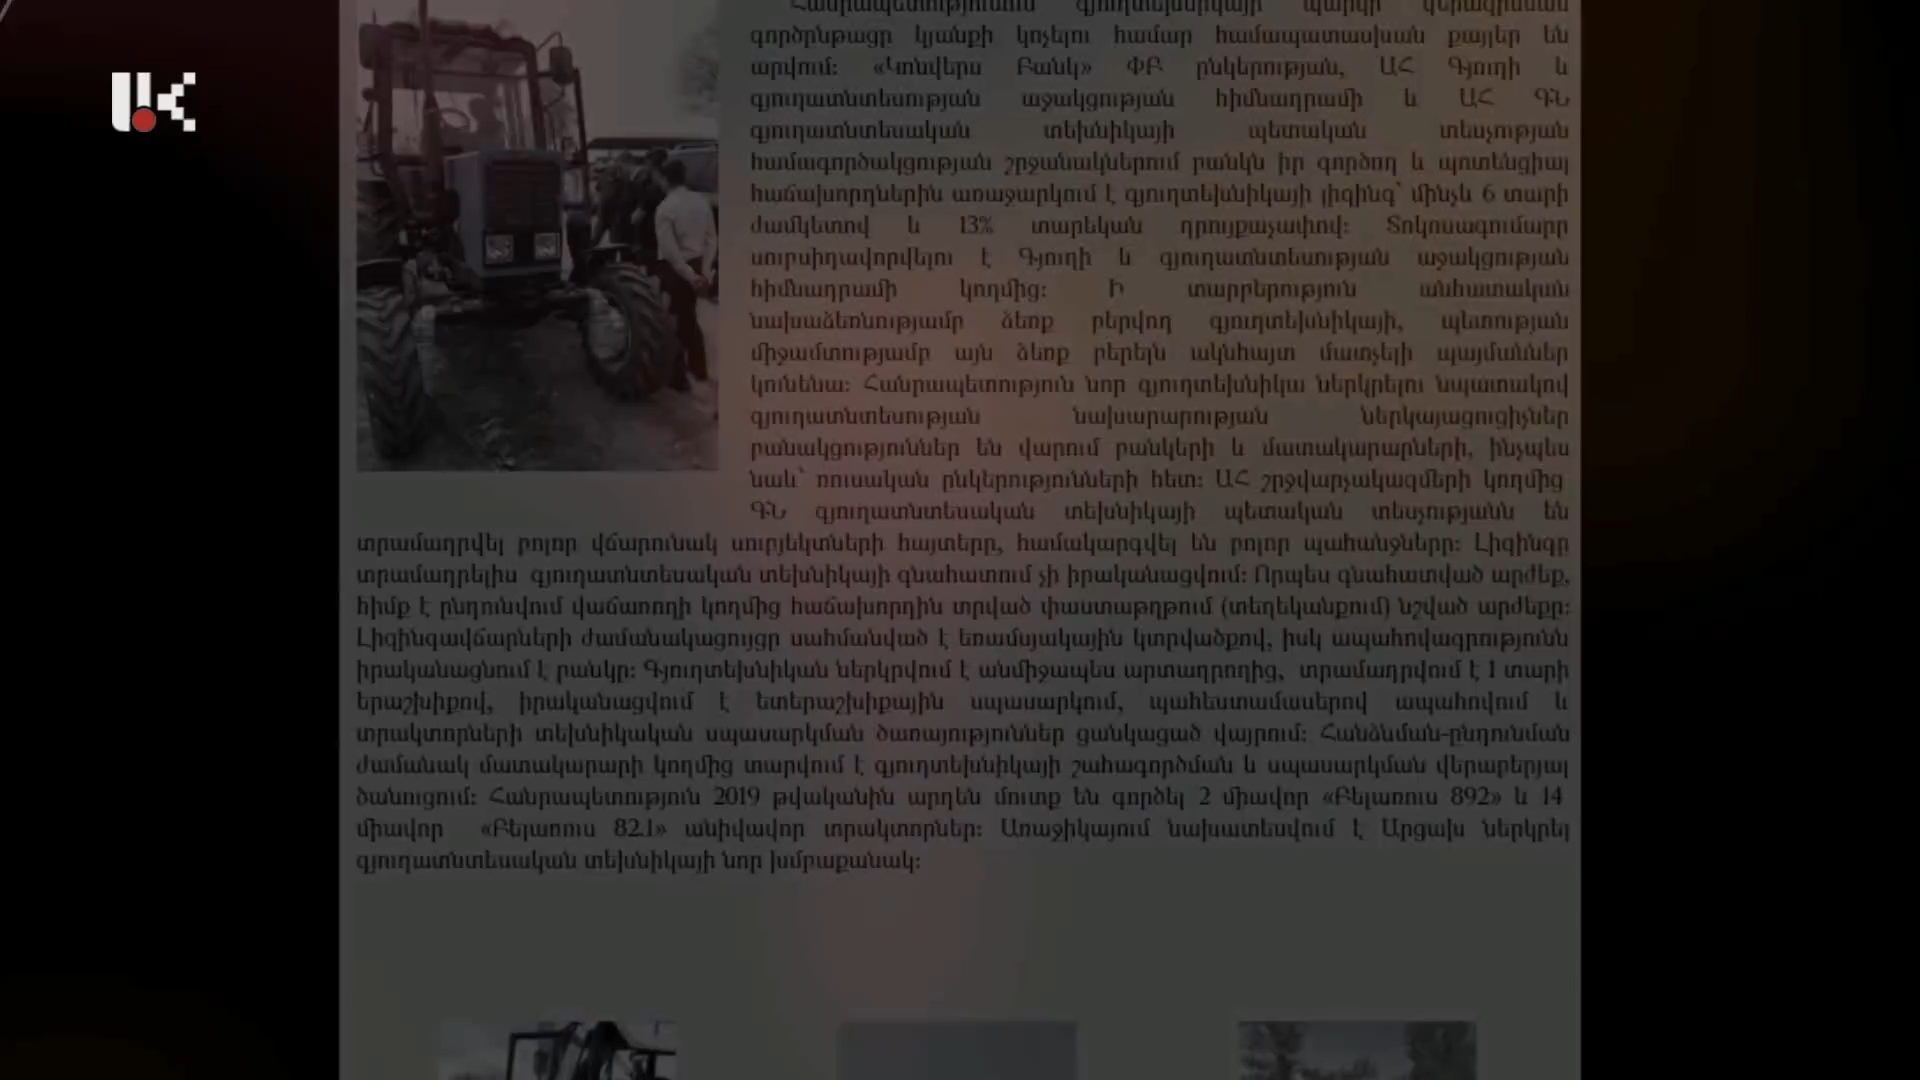 Հանրապետությունում գյուղտեխնիկայի պարկի վերազինման
գործընթացը կյանքի կոչելու համար համապատասխան քայլեր են
արվում: «Կոնվերս Բանկ» ՓԲ ընկերության, ԱՀ Գյուղի և
գյուղատնտեսության աջակցության հիմնադրամի և ԱՀ ԳՆ
գյուղատնտեսական տեխնիկայի պետական տեսչության
համագործակցության շրջանակներում բանկն իր գործող և պոտենցիալ
հաճախորդներին առաջարկում է գյուղտեխնիկայի լիզինգ՝ մինչև 6 տարի
ժամկետով և 13% տարեկան դրույքաչափով: Տոկոսագումարը
սուբսիդավորվելու է Գյուղի և գյուղատնտեսության աջակցության
հիմնադրամի կողմից: Ի տարբերություն անհատական
նախաձեռնությամբ ձեռք բերվող գյուղտեխնիկայի, պետության
միջամտությամբ այն ձեռք բերելն ակնհայտ մատչելի պայմաններ
կունենա: Հանրապետություն նոր գյուղտեխնիկա ներկրելու նպատակով
գյուղատնտեսության նախարարության ներկայացուցիչներ
բանակցություններ են վարում բանկերի և մատակարարների, ինչպես
նաև՝ ռուսական ընկերությունների հետ: ԱՀ շրջվարչակազմերի կողմից
ԳՆ գյուղատնտեսական տեխնիկայի պետական տեսչությանն են
տրամադրվել բոլոր վճարունակ սուբյեկտների հայտերը, համակարգվել են բոլոր պահանջները: Լիզինգը
տրամադրելիս գյուղատնտեսական տեխնիկայի գնահատում չի իրականացվում: Որպես գնահատված արժեք,
հիմք է ընդունվում վաճառողի կողմից հաճախորդին տրված փաստաթղթում (տեղեկանքում) նշված արժեքը:
Լիզինգավճարների ժամանակացույցը սահմանված է եռամսյակային կտրվածքով, իսկ ապահովագրությունն
իրականացնում է բանկը: Գյուղտեխնիկան ներկրվում է անմիջապես արտադրողից, տրամադրվում է 1 տարի
երաշխիքով, իրականացվում է ետերաշխիքային սպասարկում, պահեստամասերով ապահովում և
տրակտորների տեխնիկական սպասարկման ծառայություններ ցանկացած վայրում: Հանձնման-ընդունման
ժամանակ մատակարարի կողմից տարվում է գյուղտեխնիկայի շահագործման և սպասարկման վերաբերյալ
ծանուցում: Հանրապետություն 2019 թվականին արդեն մուտք են գործել 2 միավոր «Բելառուս 892» և 14
միավոր «Բելառուս 82.1» անիվավոր տրակտորներ: Առաջիկայում նախատեսվում է Արցախ ներկրել
գյուղատնտեսական տեխնիկայի նոր խմբաքանակ: